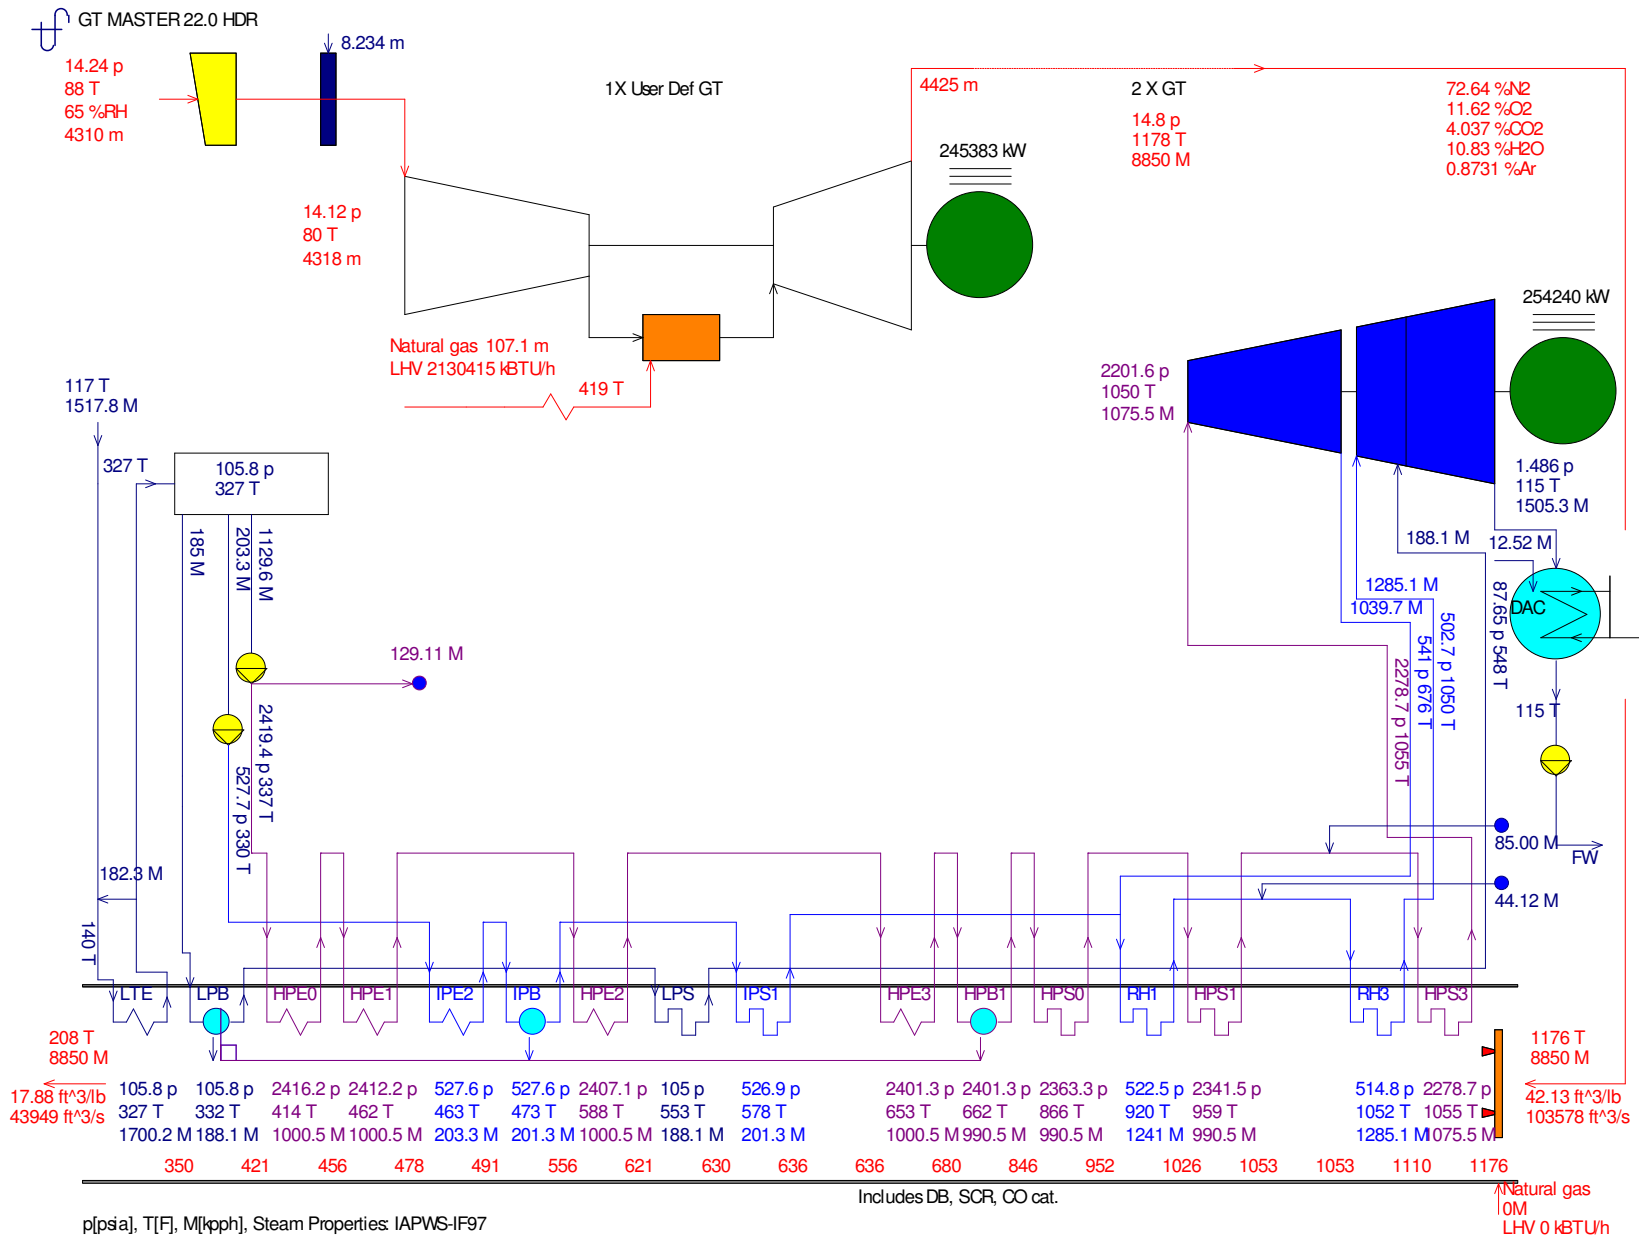 GT MASTER 22.0 HDR
8.234 m
14.24 p
88 T
65 %RH
4310 m
1X User Def GT
4425 m
2 X GT
14.8 p
1178 T
8850 M
72.64 %N2
11.62 %O2
4.037 %CO2
10.83 %H2O
0.8731 %Ar
245383 kW
14.12 p
80 T
4318 m
254240 kW
Natural gas 107.1 m
LHV 2130415 kBTU/h
419 T
2201.6 p
1050 T
1075.5 M
117 T
1517.8 M
327 T
105.8 p
327 T
1.486 p
115 T
1505.3 M
185 M
203.3 M
1129.6 M
188.1 M
12.52 M
1285.1 M
1039.7 M
87.65 p 548 T
DAC
502.7 p 1050 T
541 p 676 T
2278.7 p 1055 T
129.11 M
2419.4 p 337 T
527.7 p 330 T
115 T
85.00 M
FW
182.3 M
44.12 M
140 T
LTE LPB HPE0 HPE1 IPE2 IPB HPE2 LPS IPS1 HPE3 HPB1 HPS0 RH1 HPS1 RH3 HPS3
208 T
8850 M
1176 T
8850 M
17.88 ft^3/lb
43949 ft^3/s
42.13 ft^3/lb
103578 ft^3/s
105.8 p 105.8 p 2416.2 p 2412.2 p 527.6 p 527.6 p 2407.1 p 105 p 526.9 p 2401.3 p 2401.3 p 2363.3 p 522.5 p 2341.5 p 514.8 p 2278.7 p
327 T 332 T 414 T 462 T 463 T 473 T 588 T 553 T 578 T 653 T 662 T 866 T 920 T 959 T 1052 T 1055 T
1700.2 M 188.1 M 1000.5 M 1000.5 M 203.3 M 201.3 M 1000.5 M 188.1 M 201.3 M 1000.5 M 990.5 M 990.5 M 1241 M 990.5 M 1285.1 M 1075.5 M
350 421 456 478 491 556 621 630 636 636 680 846 952 1026 1053 1053 1110 1176
Includes DB, SCR, CO cat.
Natural gas
0M
LHV 0 kBTU/h
p[psia], T[F], M[kpph], Steam Properties: IAPWS-IF97